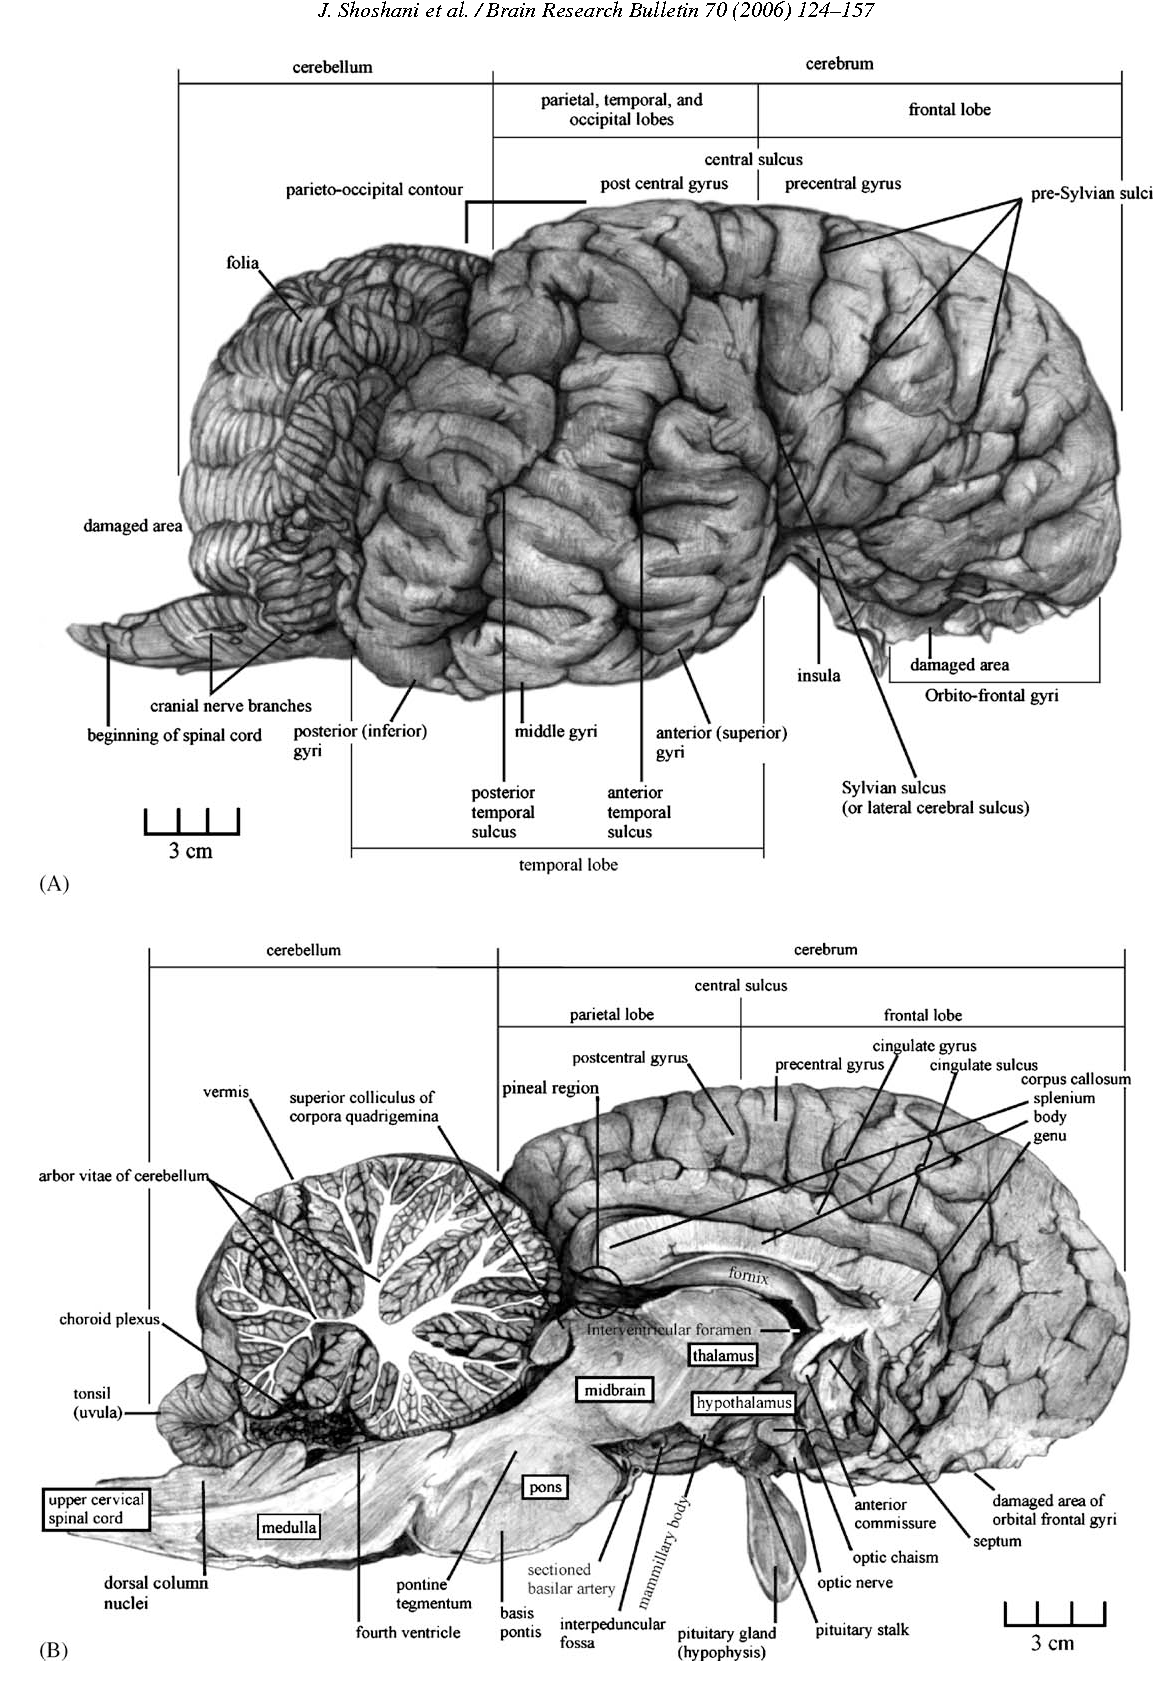 J. Shoshani et al. / Brain Research Bulletin 70 (2006) 124–157
cerebellum
cerebrum
parietal, temporal, and
occipital lobes
frontal lobe
central sulcus
post central gyrus
precentral gyrus
parieto-occipital contour
pre-Sylvian sulci
folia
damaged area
cranial nerve branches
beginning of spinal cord
posterior (inferior)
gyri
middle gyri
anterior (superior)
gyri
insula
damaged area
Orbito-frontal gyri
posterior
temporal
sulcus
anterior
temporal
sulcus
Sylvian sulcus
(or lateral cerebral sulcus)
3 cm
temporal lobe
(A)
cerebellum
cerebrum
central sulcus
parietal lobe
frontal lobe
cingulate gyrus
postcentral gyrus
precentral gyrus
cingulate sulcus
corpus callosum
splenium
body
genu
vermis
superior colliculus of
corpora quadrigemina
pineal region
arbor vitae of cerebellum
fornix
choroid plexus
Interventricular foramen
thalamus
midbrain
hypothalamus
tonsil
(uvula)
upper cervical
spinal cord
medulla
pons
dorsal column
nuclei
pontine
tegmentum
fourth ventricle
basis
pontis
sectioned
basilar artery
interpeduncular
fossa
mammillary body
pituitary gland
(hypophysis)
pituitary stalk
optic nerve
optic chaism
anterior
commissure
septum
damaged area of
orbital frontal gyri
3 cm
(B)